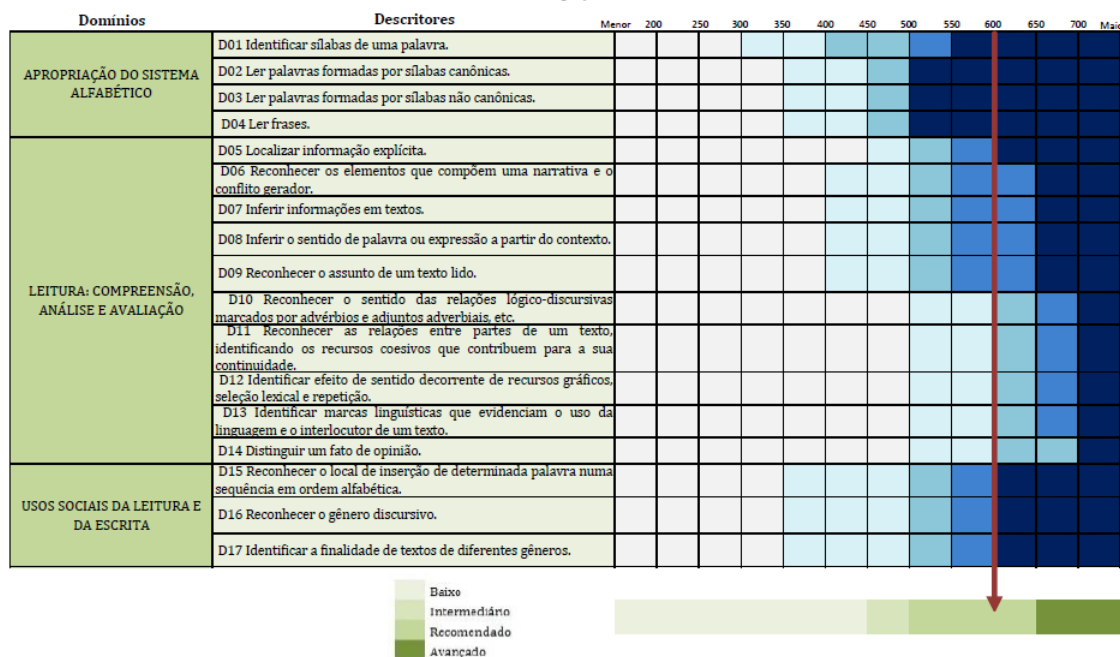 Domínios Descritores Menor 200 250 300 350 400 450 500 550 600 650 700 Maio
APROPRIAÇÃO DO SISTEMA
ALFABÉTICO
D01 Identificar sílabas de uma palavra.
D02 Ler palavras formadas por sílabas canônicas.
D03 Ler palavras formadas por sílabas não canônicas.
D04 Ler frases.
LEITURA: COMPREENSÃO,
ANÁLISE E AVALIAÇÃO
D05 Localizar informação explícita.
D06 Reconhecer os elementos que compõem uma narrativa e o
conflito gerador.
D07 Inferir informações em textos.
D08 Inferir o sentido de palavra ou expressão a partir do contexto.
D09 Reconhecer o assunto de um texto lido.
D10 Reconhecer o sentido das relações lógico-discursivas
marcados por advérbios e adjuntos adverbiais, etc.
D11 Reconhecer as relações entre partes de um texto,
identificando os recursos coesivos que contribuem para a sua
continuidade.
D12 Identificar efeito de sentido decorrente de recursos gráficos,
seleção lexical e repetição.
D13 Identificar marcas linguísticas que evidenciam o uso da
linguagem e o interlocutor de um texto.
D14 Distinguir um fato de opinião.
USOS SOCIAIS DA LEITURA E
DA ESCRITA
D15 Reconhecer o local de inserção de determinada palavra numa
sequência em ordem alfabética.
D16 Reconhecer o gênero discursivo.
D17 Identificar a finalidade de textos de diferentes gêneros.
Baixo
Intermediário
Recomendado
Avançado